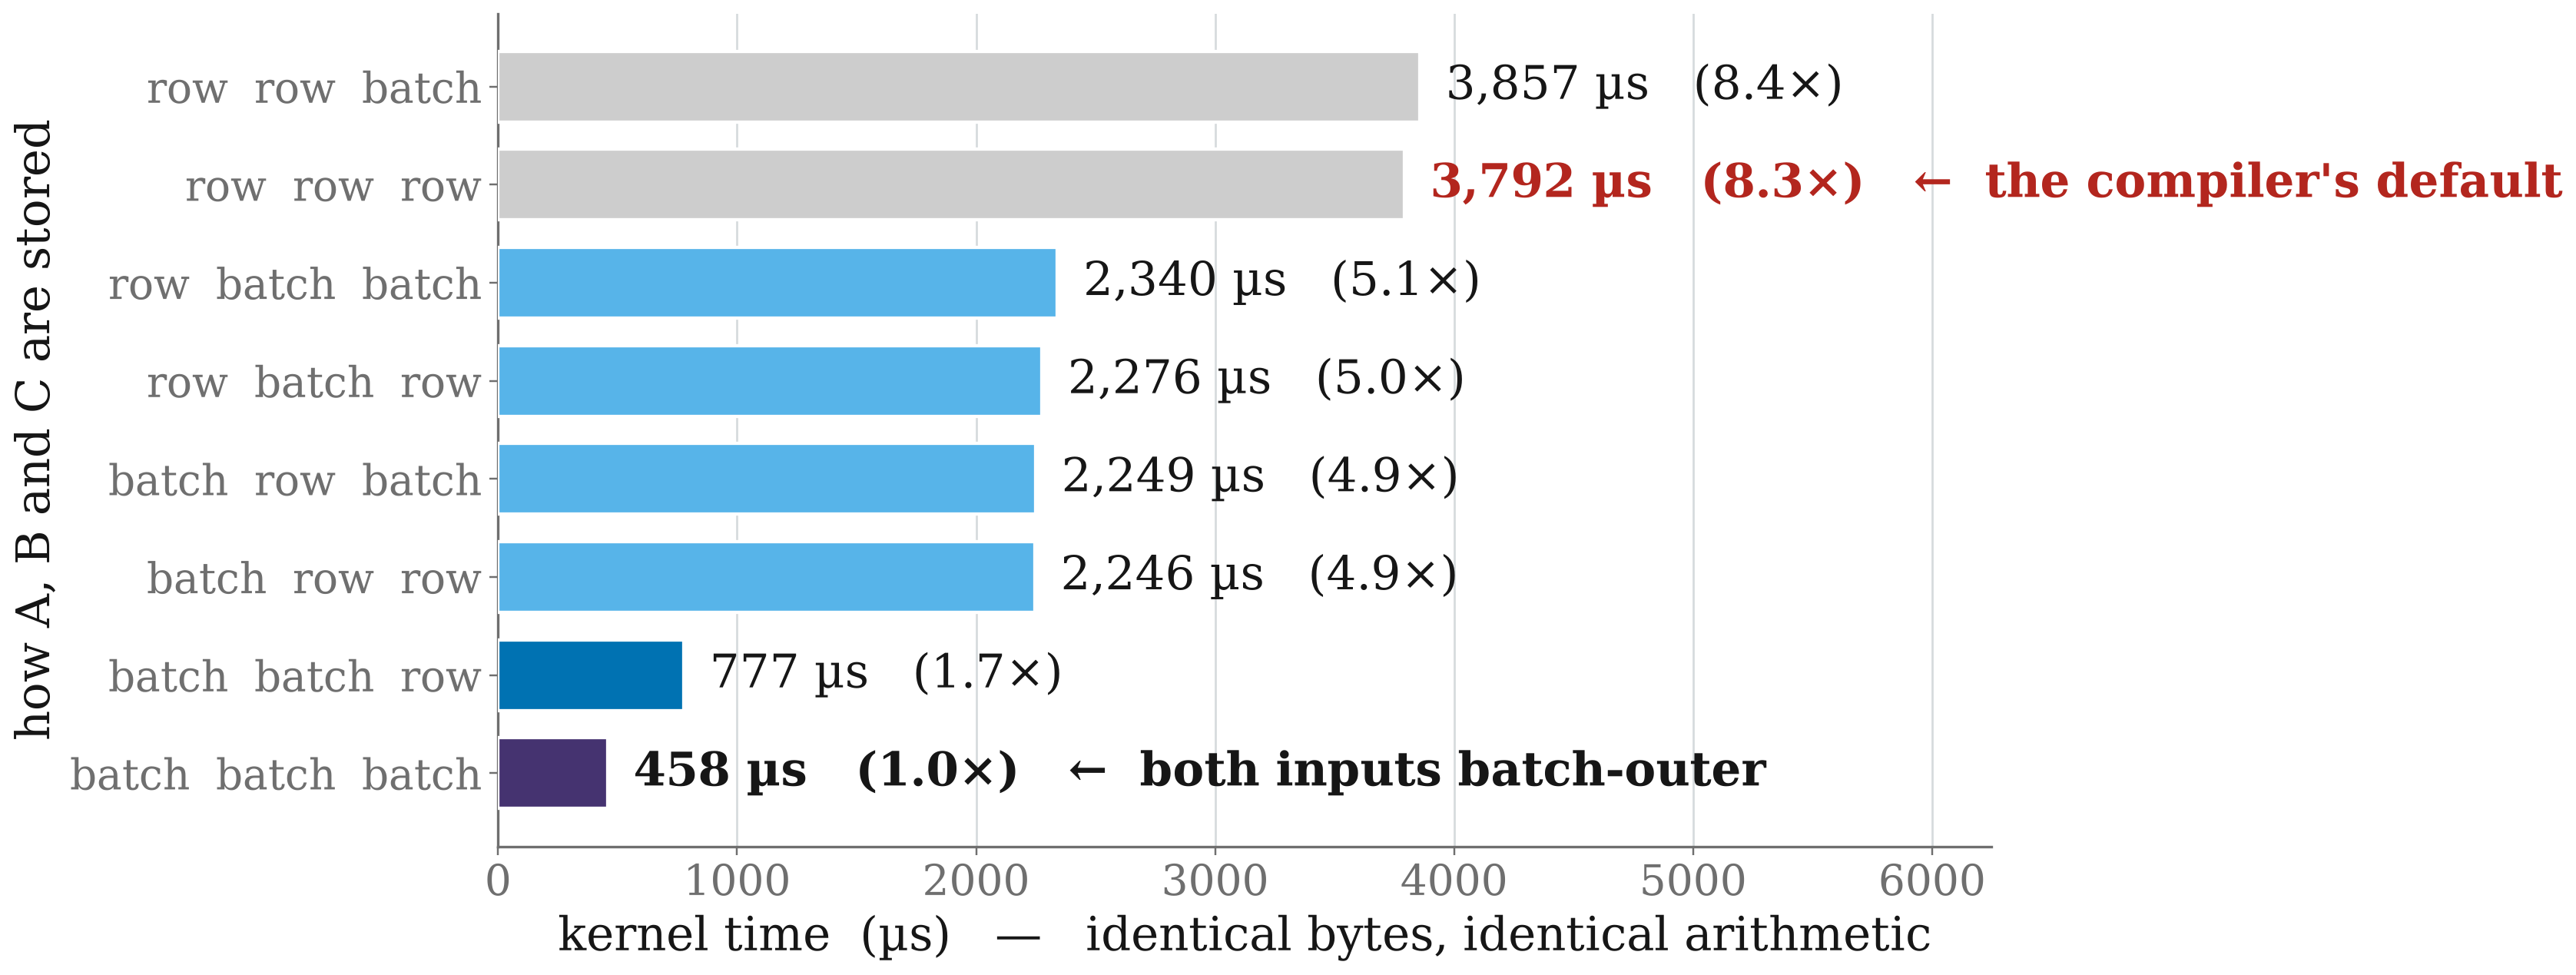 how A, B and C are stored
row row batch 3,857 µs (8.4×)
row row row 3,792 µs (8.3×) ← the compiler's default
row batch batch 2,340 µs (5.1×)
row batch row 2,276 µs (5.0×)
batch row batch 2,249 µs (4.9×)
batch row row 2,246 µs (4.9×)
batch batch row 777 µs (1.7×)
batch batch batch 458 µs (1.0×) ← both inputs batch-outer
0 1000 2000 3000 4000 5000 6000
kernel time (µs) — identical bytes, identical arithmetic